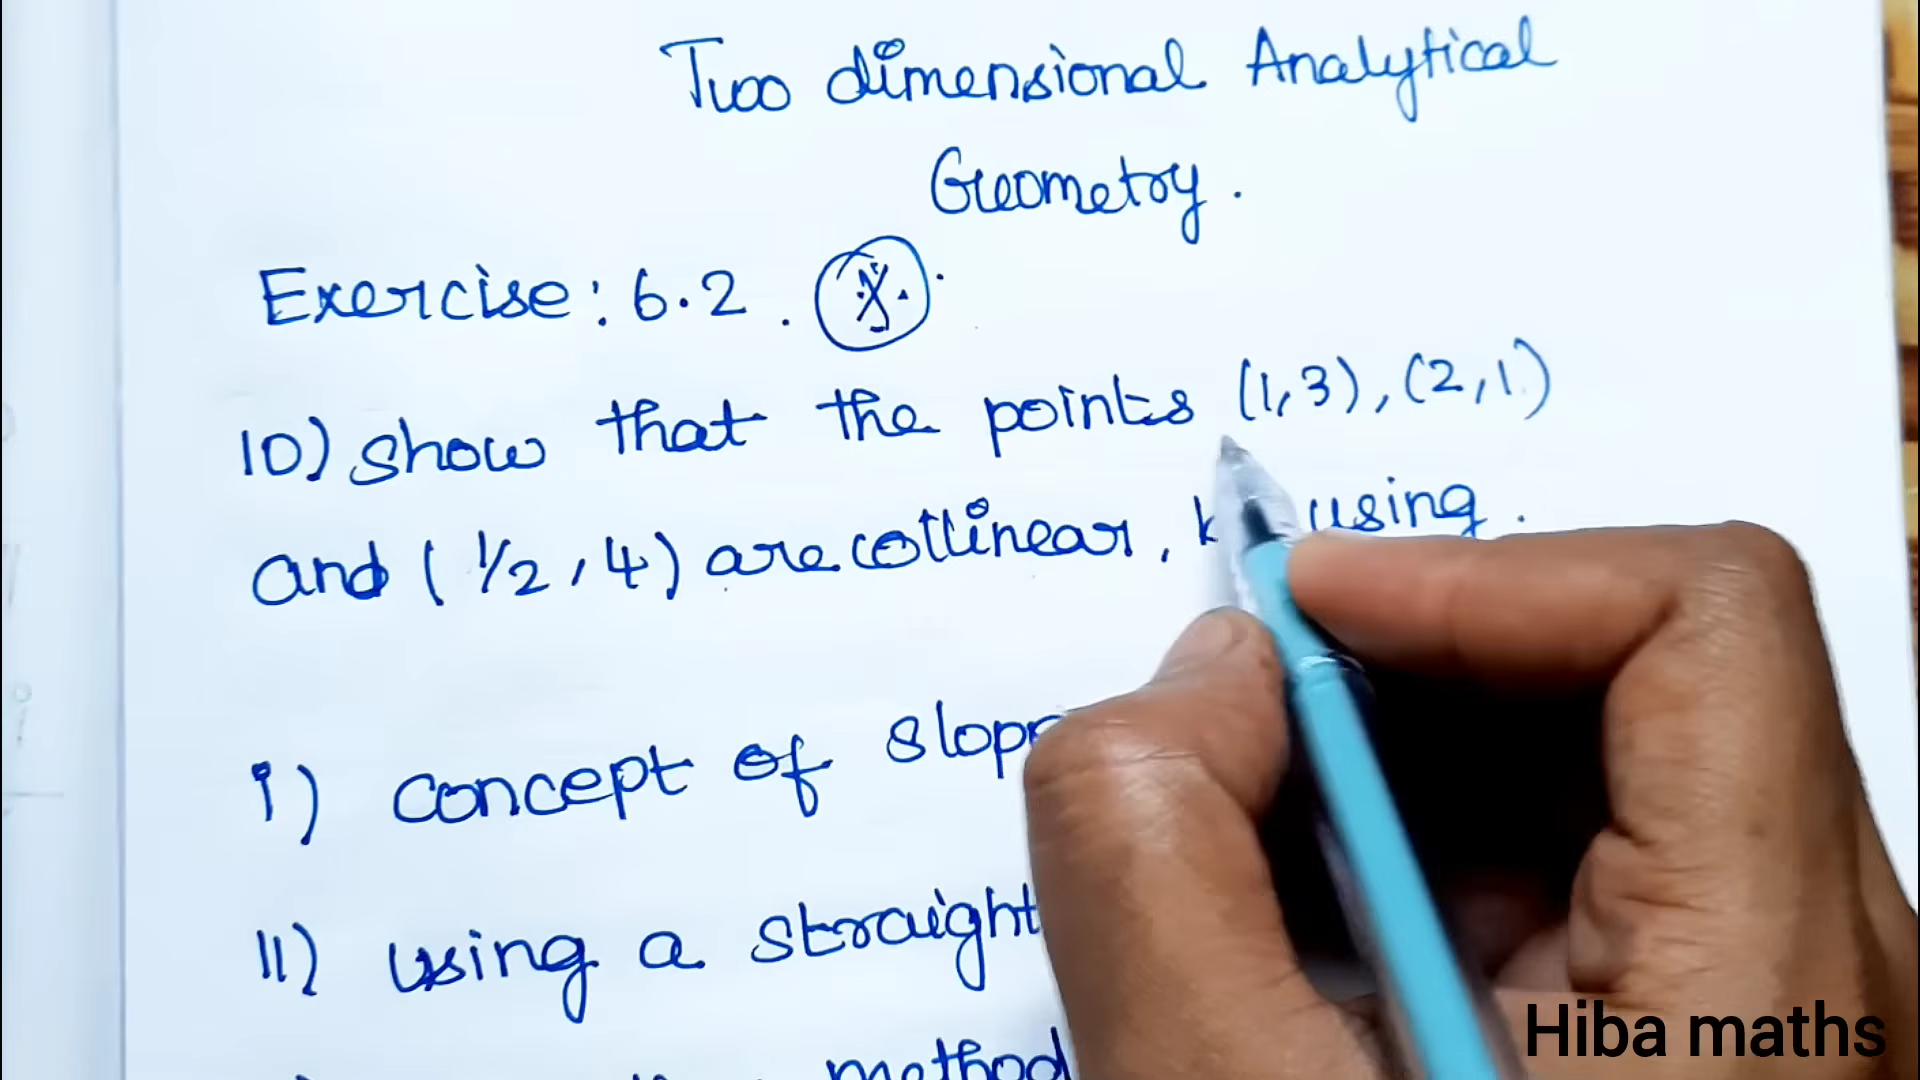 Two dimensional Analytical
Geometry.
Exercise: 6.2.
10) show that the points (1,3), (2,1)
and (1/2, 4) are collinear, using.
i) concept of
ii) using a straight
method
Hiba maths